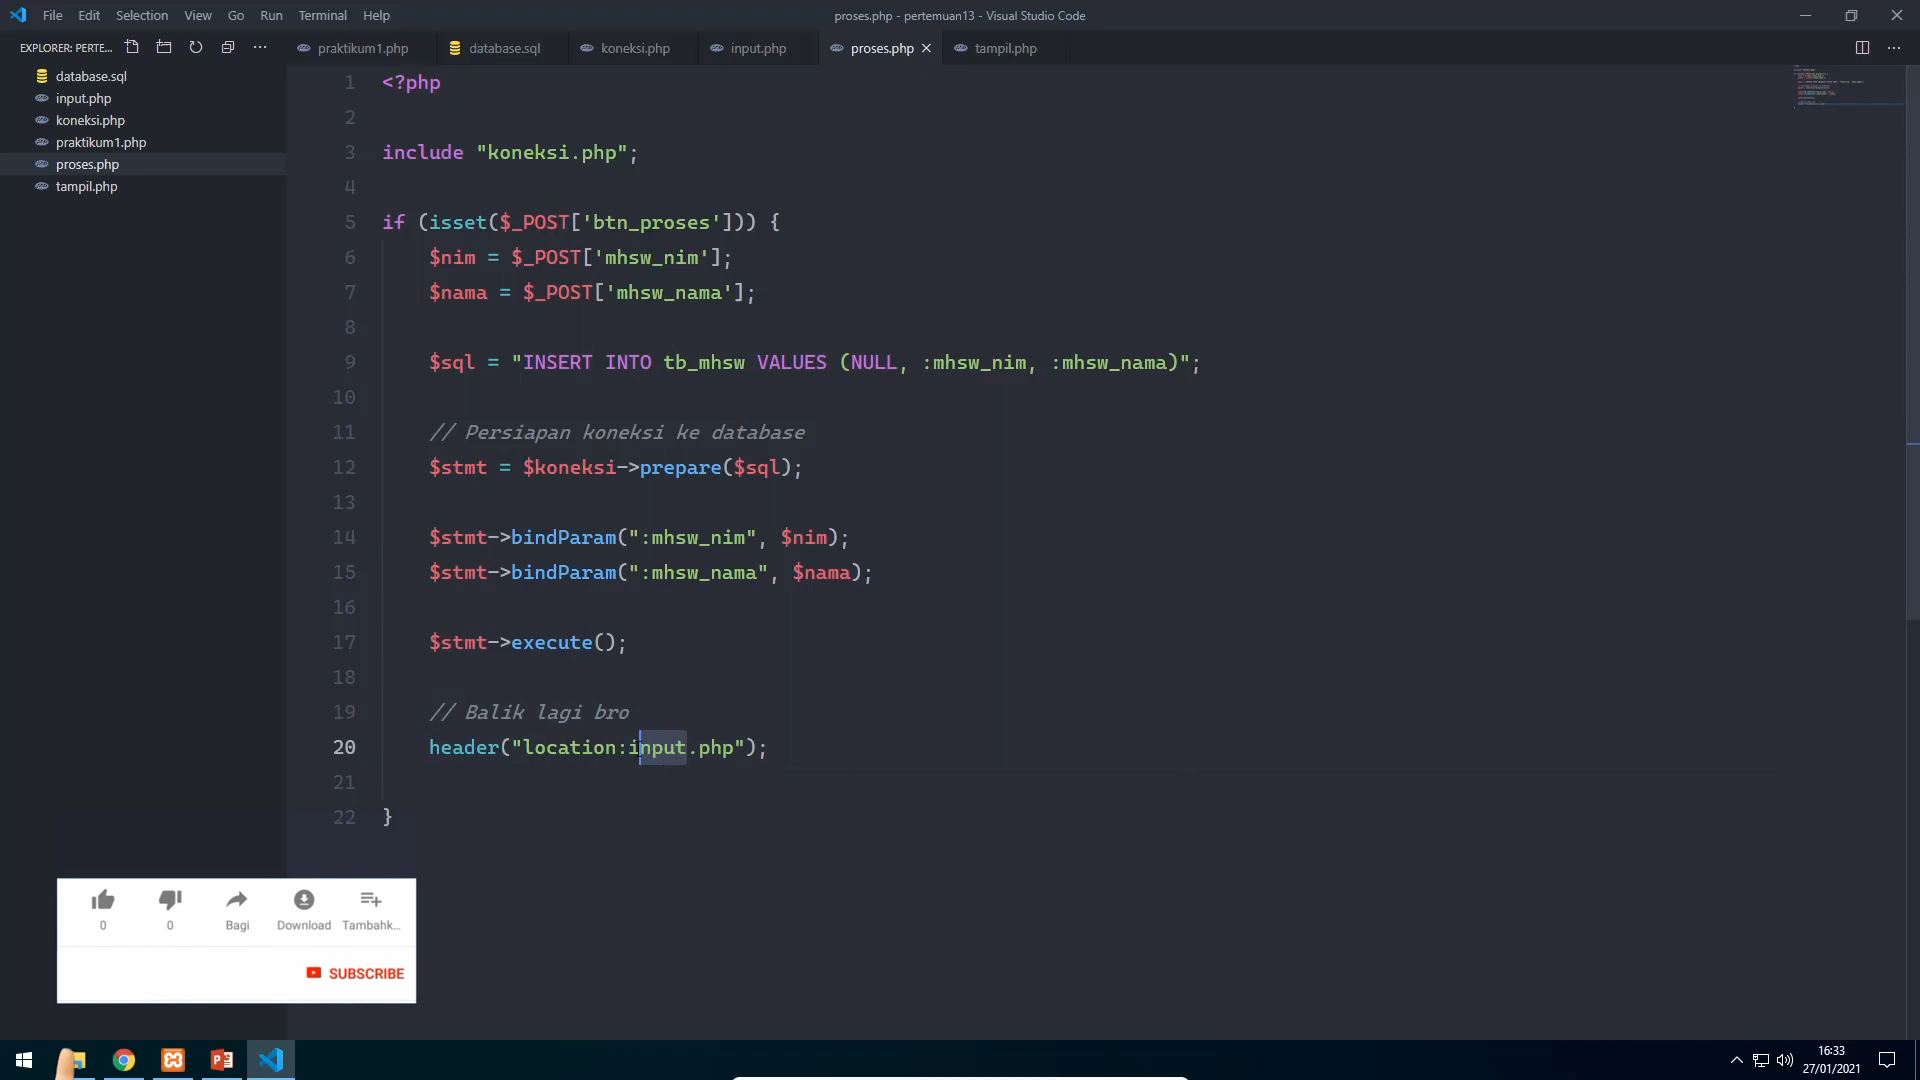 File Edit Selection View Go Run Terminal Help
proses.php - pertemuan13 - Visual Studio Code
EXPLORER: PERTE...
praktikum1.php
database.sql
koneksi.php
input.php
proses.php
tampil.php
database.sql
input.php
koneksi.php
praktikum1.php
proses.php
tampil.php
1 <?php
2
3 include "koneksi.php";
4
5 if (isset($_POST['btn_proses'])) {
6 $nim = $_POST['mhsw_nim'];
7 $nama = $_POST['mhsw_nama'];
8
9 $sql = "INSERT INTO tb_mhsw VALUES (NULL, :mhsw_nim, :mhsw_nama)";
10
11 // Persiapan koneksi ke database
12 $stmt = $koneksi->prepare($sql);
13
14 $stmt->bindParam(":mhsw_nim", $nim);
15 $stmt->bindParam(":mhsw_nama", $nama);
16
17 $stmt->execute();
18
19 // Balik lagi bro
20 header("location:input.php");
21
22 }
0 0 Bagi Download Tambahk...
SUBSCRIBE
16:33
27/01/2021